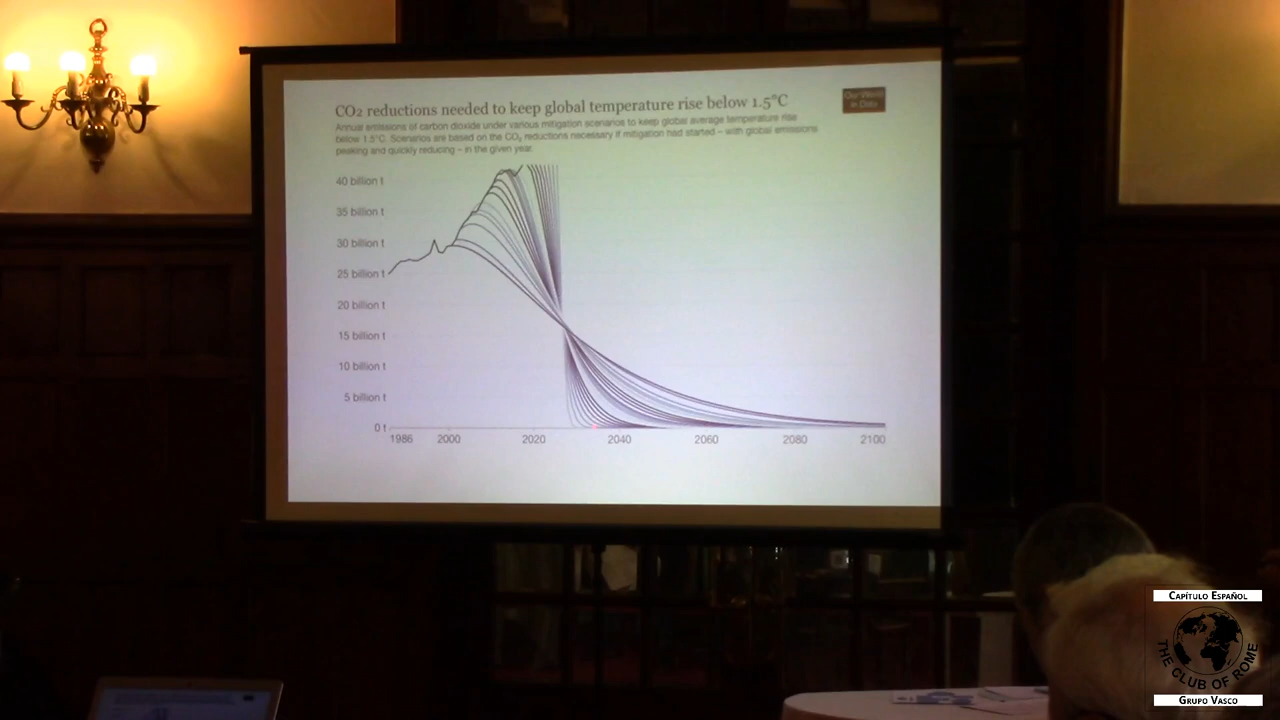 CO₂ reductions needed to keep global temperature rise below 1.5°C
Our World
in Data
Annual emissions of carbon dioxide under various mitigation scenarios to keep global average temperature rise
below 1.5°C. Scenarios are based on the CO₂ reductions necessary if mitigation had started – with global emissions
peaking and quickly reducing – in the given year.
40 billion t
35 billion t
30 billion t
25 billion t
20 billion t
15 billion t
10 billion t
5 billion t
0 t
1986 2000 2020 2040 2060 2080 2100
CAPÍTULO ESPAÑOL
THE CLUB OF ROME
GRUPO VASCO